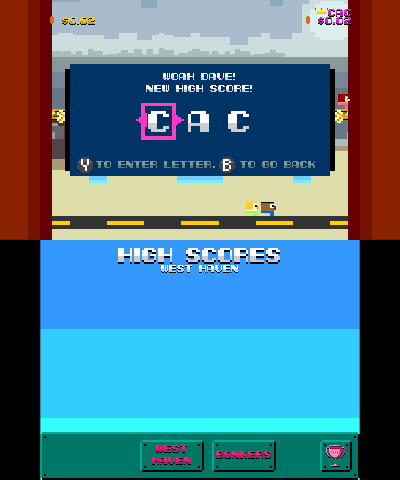 $0.02
CAC
$0.02
WOAH DAVE!
NEW HIGH SCORE!
C A C
Y TO ENTER LETTER. B TO GO BACK
HIGH SCORES
WEST HAVEN
WEST HAVEN
BONKERS